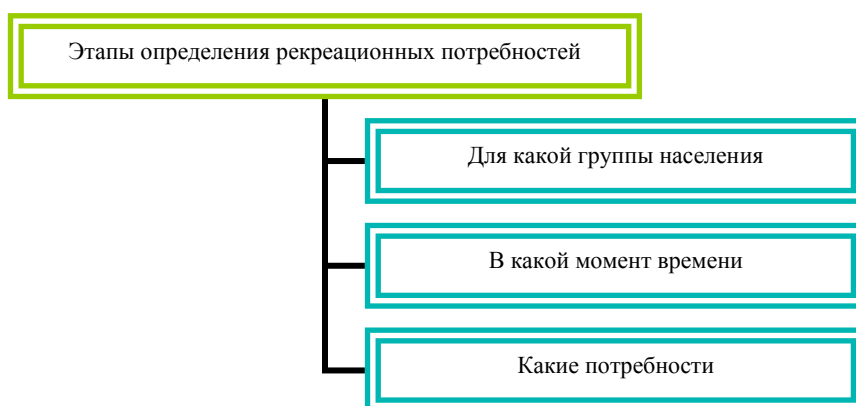 Этапы определения рекреационных потребностей
Для какой группы населения
В какой момент времени
Какие потребности